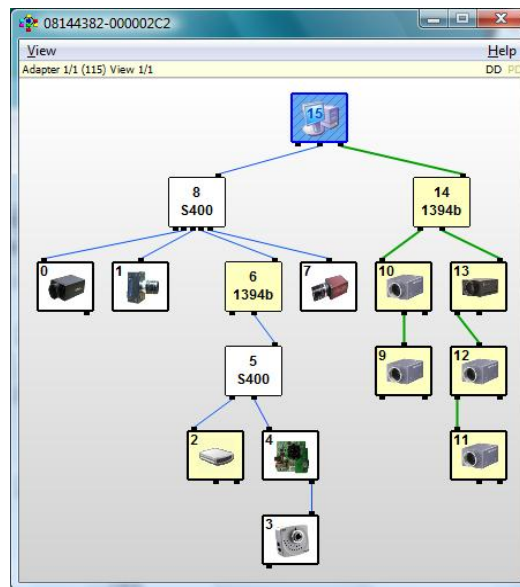 08144382-000002C2
View Help
Adapter 1/1 (115) View 1/1 DD PD
15
8
S400
14
1394b
0 1 6
1394b
7 10 13
5
S400
9 12
2 4 11
3